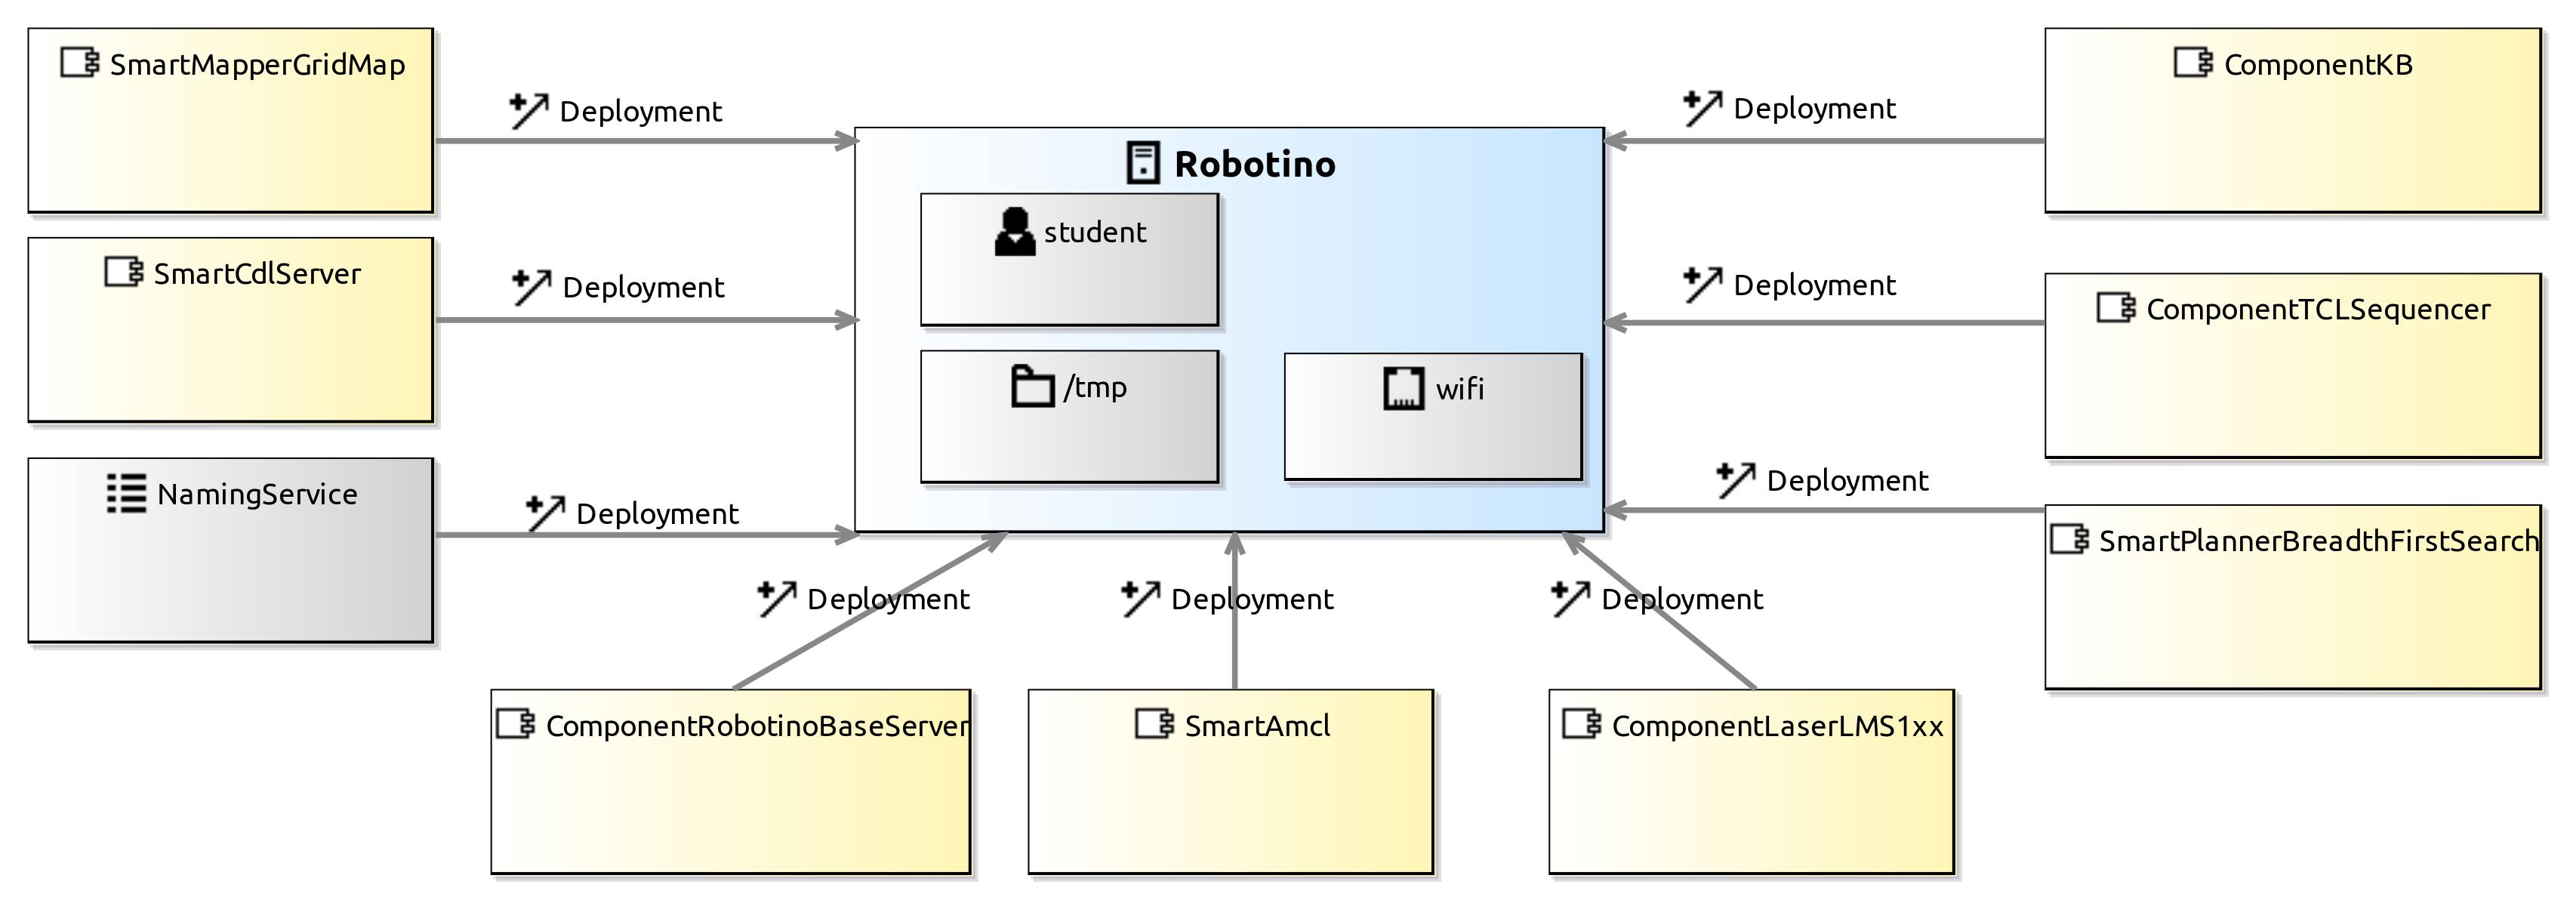 SmartMapperGridMap
Deployment
Deployment
ComponentKB
Robotino
student
SmartCdlServer
Deployment
Deployment
ComponentTCLSequencer
/tmp
wifi
NamingService
Deployment
Deployment
SmartPlannerBreadthFirstSearch
Deployment
Deployment
Deployment
ComponentRobotinoBaseServer
SmartAmcl
ComponentLaserLMS1xx